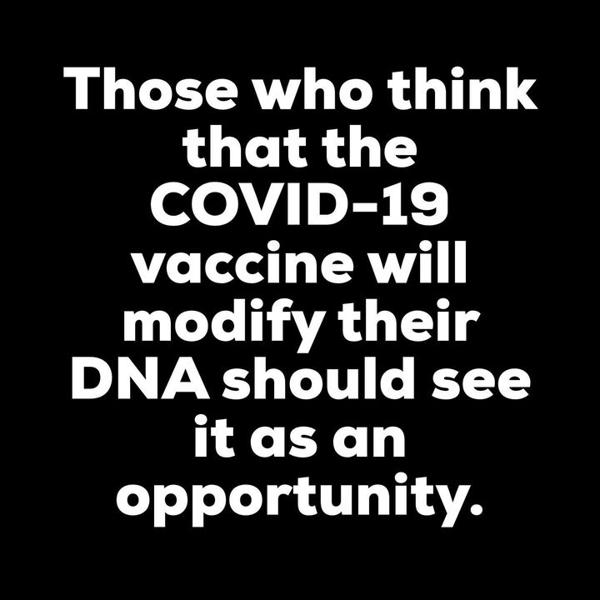 Those who think
that the
COVID-19
vaccine will
modify their
DNA should see
it as an
opportunity.